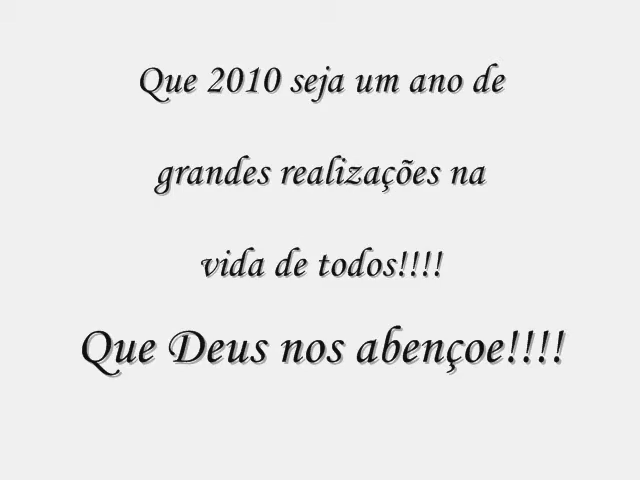 Que 2010 seja um ano de
grandes realizações na
vida de todos!!!!
Que Deus nos abençoe!!!!